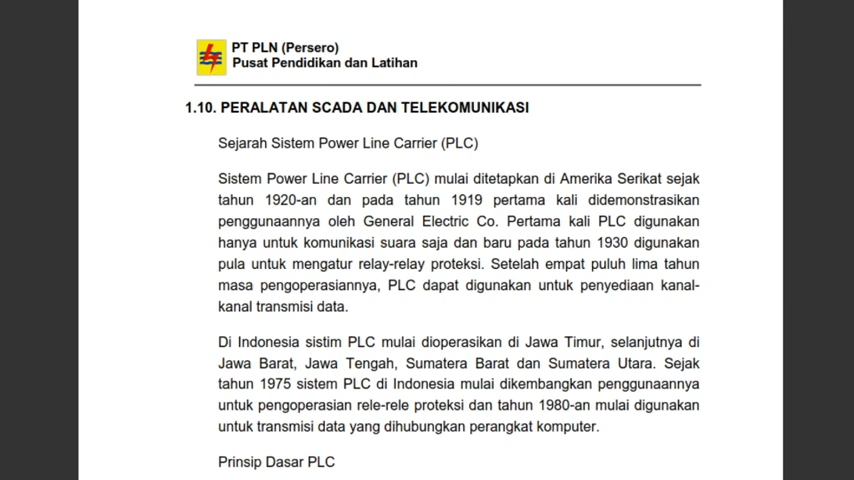 PT PLN (Persero)
Pusat Pendidikan dan Latihan
1.10. PERALATAN SCADA DAN TELEKOMUNIKASI
Sejarah Sistem Power Line Carrier (PLC)
Sistem Power Line Carrier (PLC) mulai ditetapkan di Amerika Serikat sejak
tahun 1920-an dan pada tahun 1919 pertama kali didemonstrasikan
penggunaannya oleh General Electric Co. Pertama kali PLC digunakan
hanya untuk komunikasi suara saja dan baru pada tahun 1930 digunakan
pula untuk mengatur relay-relay proteksi. Setelah empat puluh lima tahun
masa pengoperasiannya, PLC dapat digunakan untuk penyediaan kanal-
kanal transmisi data.
Di Indonesia sistim PLC mulai dioperasikan di Jawa Timur, selanjutnya di
Jawa Barat, Jawa Tengah, Sumatera Barat dan Sumatera Utara. Sejak
tahun 1975 sistem PLC di Indonesia mulai dikembangkan penggunaannya
untuk pengoperasian rele-rele proteksi dan tahun 1980-an mulai digunakan
untuk transmisi data yang dihubungkan perangkat komputer.
Prinsip Dasar PLC